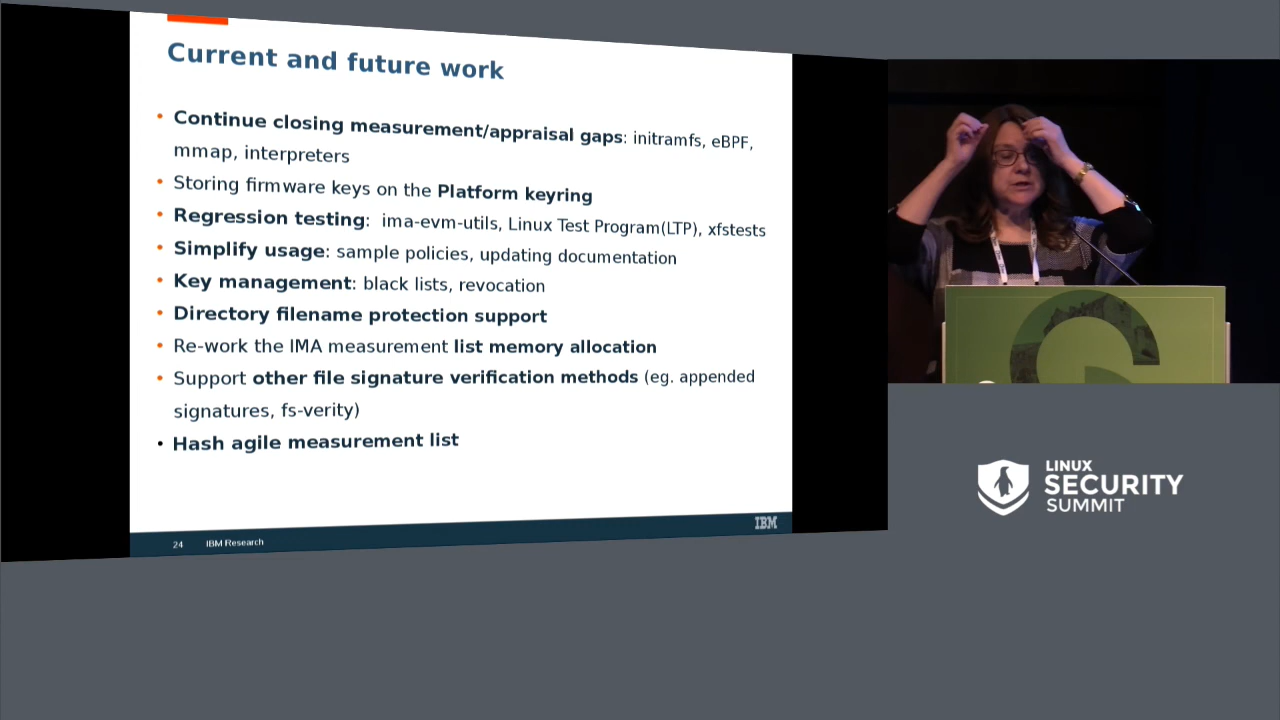 Current and future work
• Continue closing measurement/appraisal gaps: initramfs, eBPF,
mmap, interpreters
• Storing firmware keys on the Platform keyring
• Regression testing: ima-evm-utils, Linux Test Program(LTP), xfstests
• Simplify usage: sample policies, updating documentation
• Key management: black lists, revocation
• Directory filename protection support
• Re-work the IMA measurement list memory allocation
• Support other file signature verification methods (eg. appended
signatures, fs-verity)
• Hash agile measurement list
24 IBM Research
IBM
LINUX
SECURITY
SUMMIT